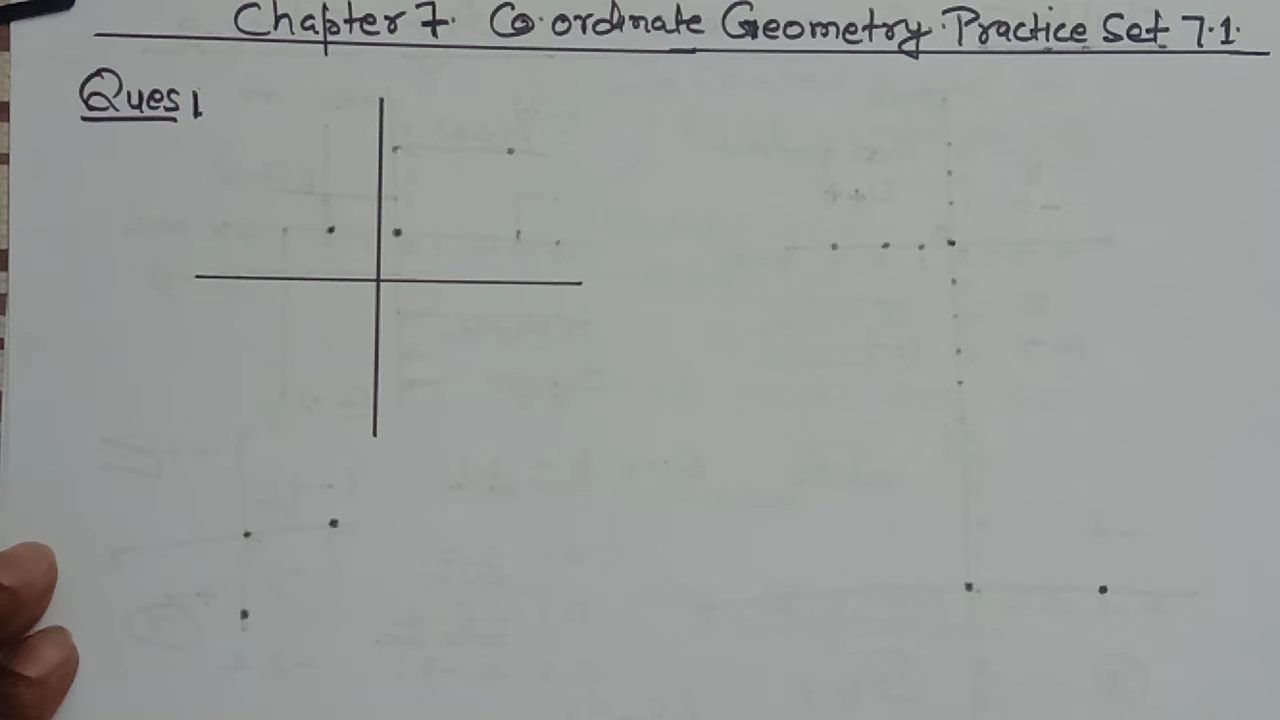 Chapter 7. Co-ordinate Geometry. Practice Set 7.1.
Ques 1